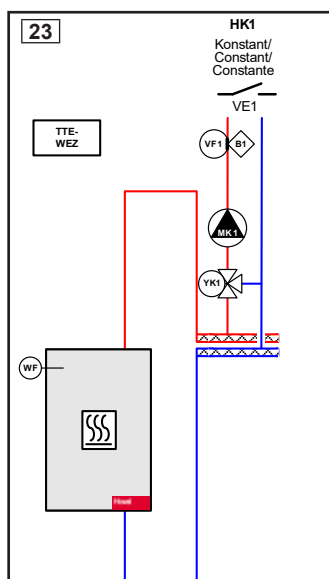 23
HK1
Konstant/
Constant/
Constante
VE1
TTE-
WEZ
VF1
B1
MK1
YK1
WF